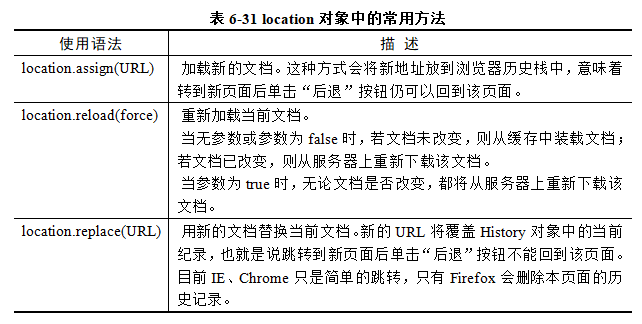 表 6-31 location 对象中的常用方法
使用语法
描 述
location.assign(URL)
加载新的文档。这种方式会将新地址放到浏览器历史栈中，意味着
转到新页面后单击“后退”按钮仍可以回到该页面。
location.reload(force)
重新加载当前文档。
当无参数或参数为 false 时，若文档未改变，则从缓存中装载文档；
若文档已改变，则从服务器上重新下载该文档。
当参数为 true 时，无论文档是否改变，都将从服务器上重新下载该
文档。
location.replace(URL)
用新的文档替换当前文档。新的 URL 将覆盖 History 对象中的当前
纪录，也就是说跳转到新页面后单击“后退”按钮不能回到该页面。
目前 IE、Chrome 只是简单的跳转，只有 Firefox 会删除本页面的
历史记录。